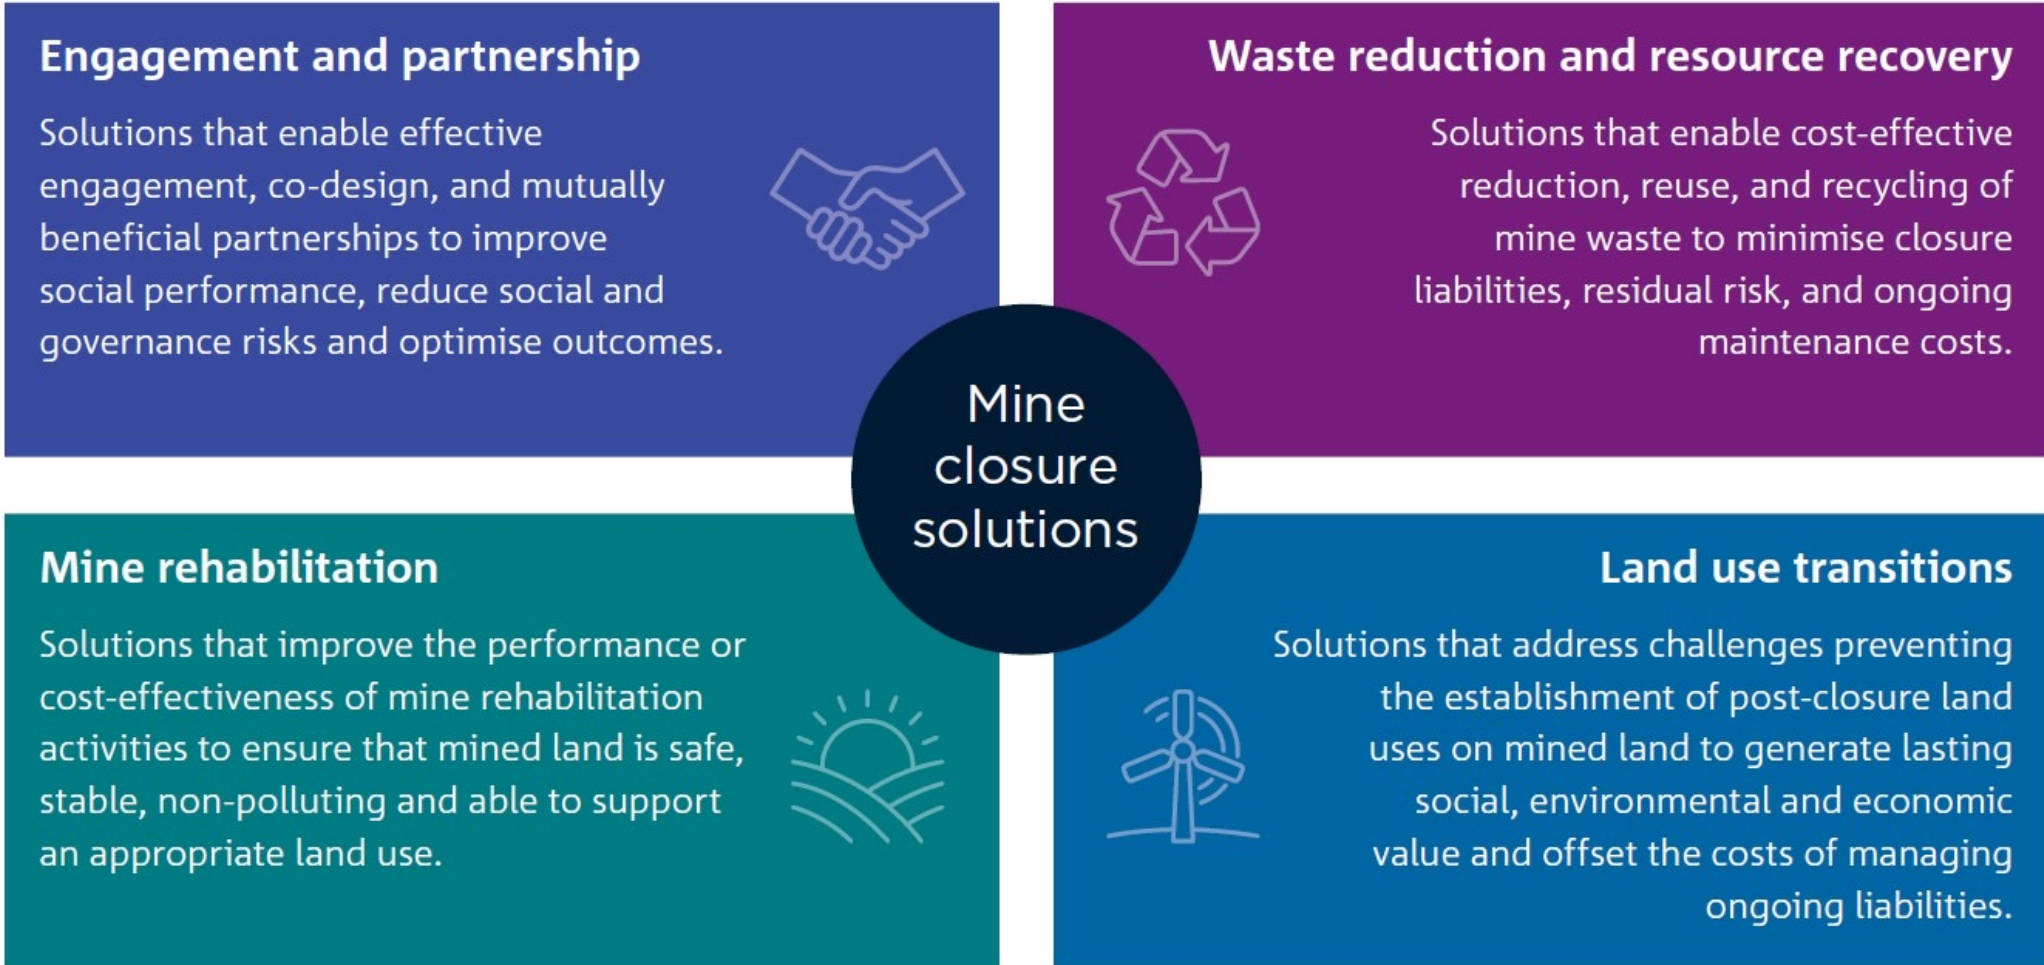 Engagement and partnership
Solutions that enable effective
engagement, co-design, and mutually
beneficial partnerships to improve
social performance, reduce social and
governance risks and optimise outcomes.
Waste reduction and resource recovery
Solutions that enable cost-effective
reduction, reuse, and recycling of
mine waste to minimise closure
liabilities, residual risk, and ongoing
maintenance costs.
Mine
closure
solutions
Mine rehabilitation
Solutions that improve the performance or
cost-effectiveness of mine rehabilitation
activities to ensure that mined land is safe,
stable, non-polluting and able to support
an appropriate land use.
Land use transitions
Solutions that address challenges preventing
the establishment of post-closure land
uses on mined land to generate lasting
social, environmental and economic
value and offset the costs of managing
ongoing liabilities.